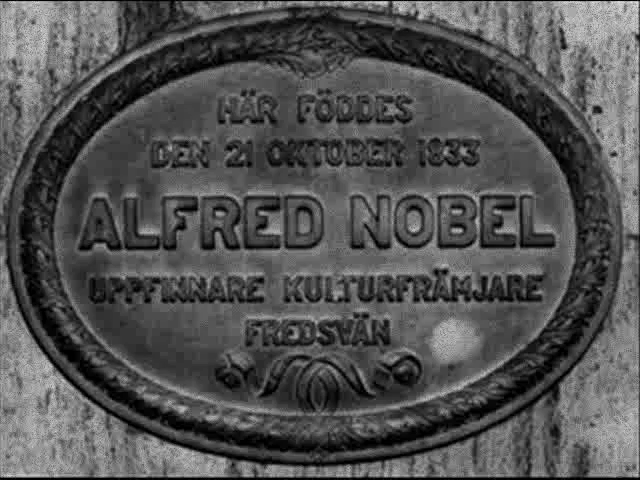 HÄR FÖDDES
DEN 21 OKTOBER 1833
ALFRED NOBEL
UPPFINNARE KULTURFRÄMJARE
FREDSVÄN